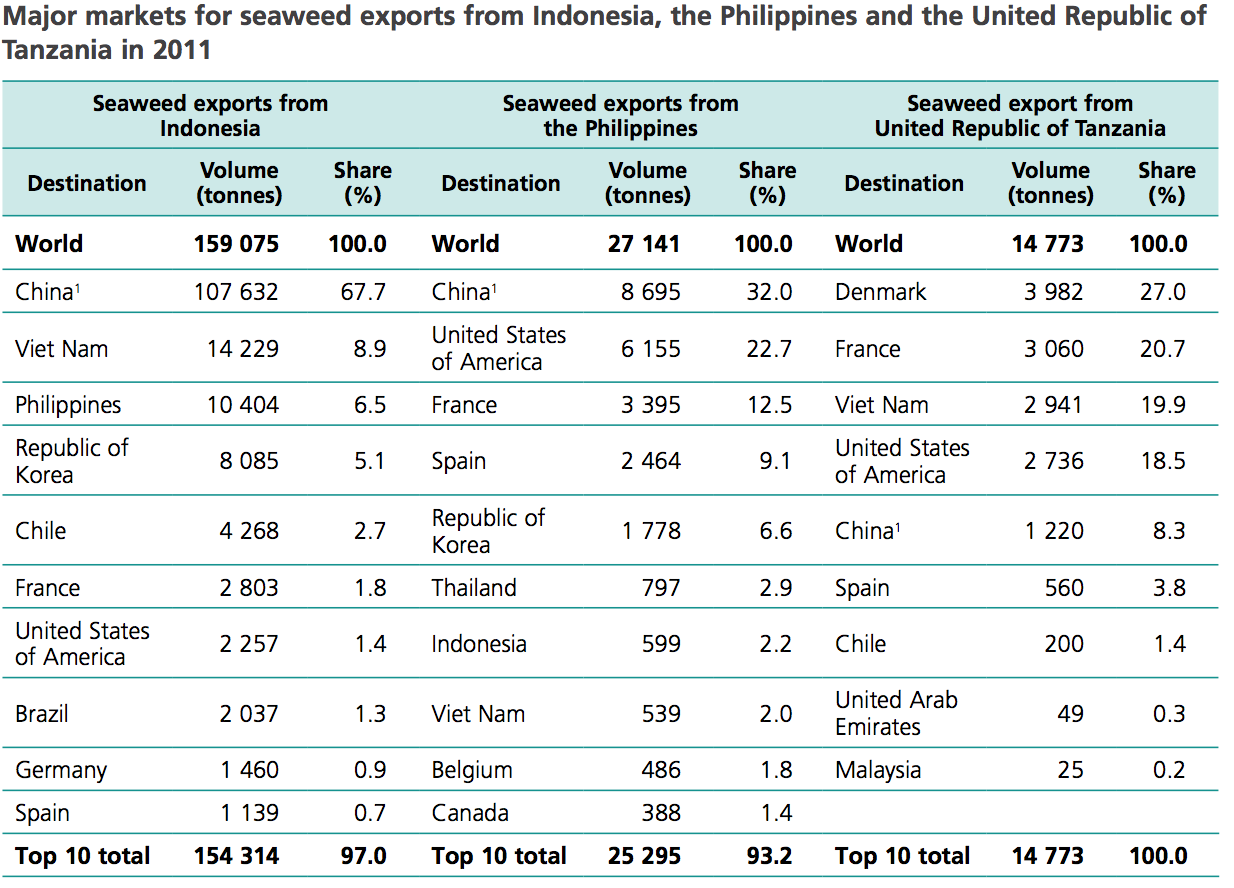 Major markets for seaweed exports from Indonesia, the Philippines and the United Republic of
Tanzania in 2011
Seaweed exports from Indonesia Seaweed exports from the Philippines Seaweed export from United Republic of Tanzania
Destination Volume (tonnes) Share (%) Destination Volume (tonnes) Share (%) Destination Volume (tonnes) Share (%)
World 159 075 100.0 World 27 141 100.0 World 14 773 100.0
China¹ 107 632 67.7 China¹ 8 695 32.0 Denmark 3 982 27.0
Viet Nam 14 229 8.9 United States of America 6 155 22.7 France 3 060 20.7
Philippines 10 404 6.5 France 3 395 12.5 Viet Nam 2 941 19.9
Republic of Korea 8 085 5.1 Spain 2 464 9.1 United States of America 2 736 18.5
Chile 4 268 2.7 Republic of Korea 1 778 6.6 China¹ 1 220 8.3
France 2 803 1.8 Thailand 797 2.9 Spain 560 3.8
United States of America 2 257 1.4 Indonesia 599 2.2 Chile 200 1.4
Brazil 2 037 1.3 Viet Nam 539 2.0 United Arab Emirates 49 0.3
Germany 1 460 0.9 Belgium 486 1.8 Malaysia 25 0.2
Spain 1 139 0.7 Canada 388 1.4
Top 10 total 154 314 97.0 Top 10 total 25 295 93.2 Top 10 total 14 773 100.0